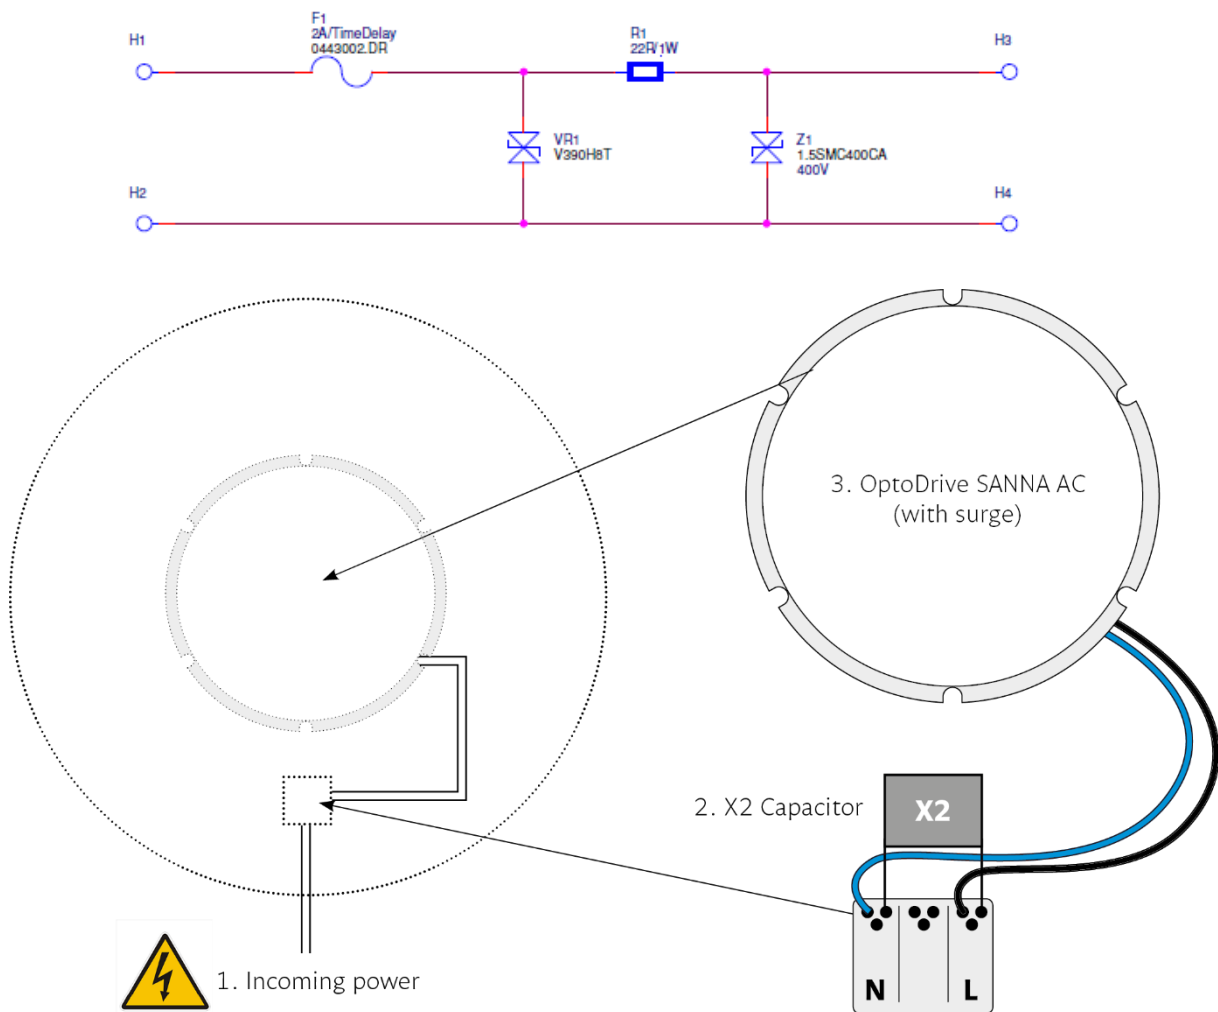 F1
2A/TimeDelay
0443002.DR
H1
R1
22R/1W
H3
VR1
V390H8T
Z1
1.5SMC400CA
400V
H2
H4
3. OptoDrive SANNA AC
(with surge)
2. X2 Capacitor
X2
1. Incoming power
N
L